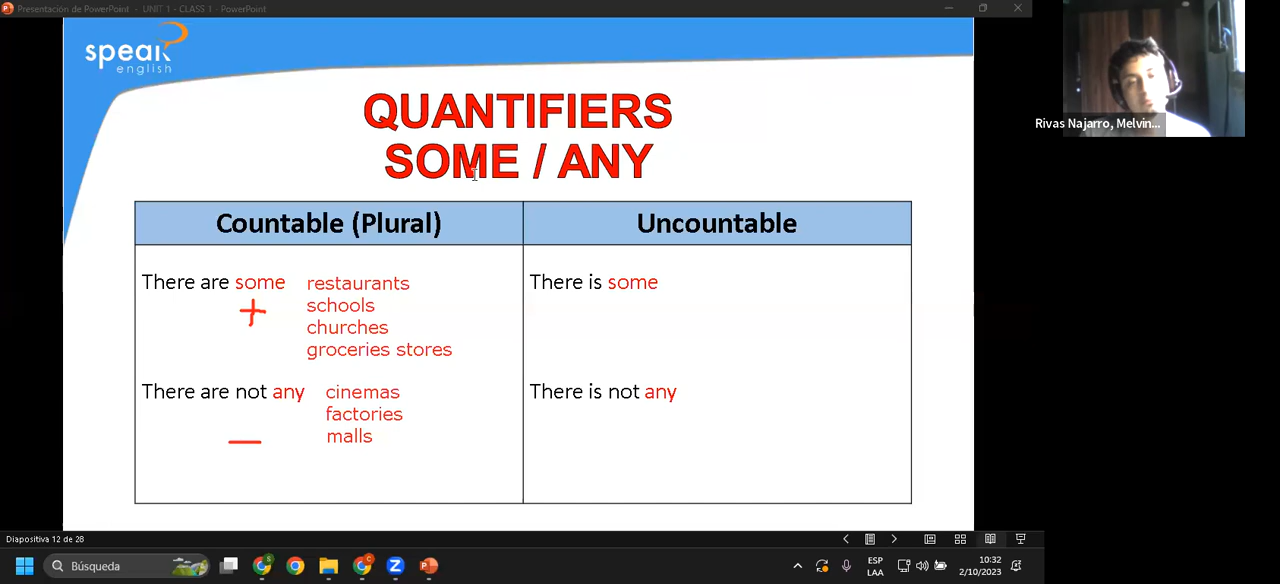 Presentación de PowerPoint - UNIT 1 - CLASS 1 - PowerPoint
speak
english
QUANTIFIERS
SOME / ANY
Countable (Plural)
Uncountable
There are some
restaurants
schools
churches
groceries stores
There is some
There are not any
cinemas
factories
malls
There is not any
Rivas Najarro, Melvin...
Diapositiva 12 de 28
Búsqueda
ESP
LAA
10:32
2/10/2023